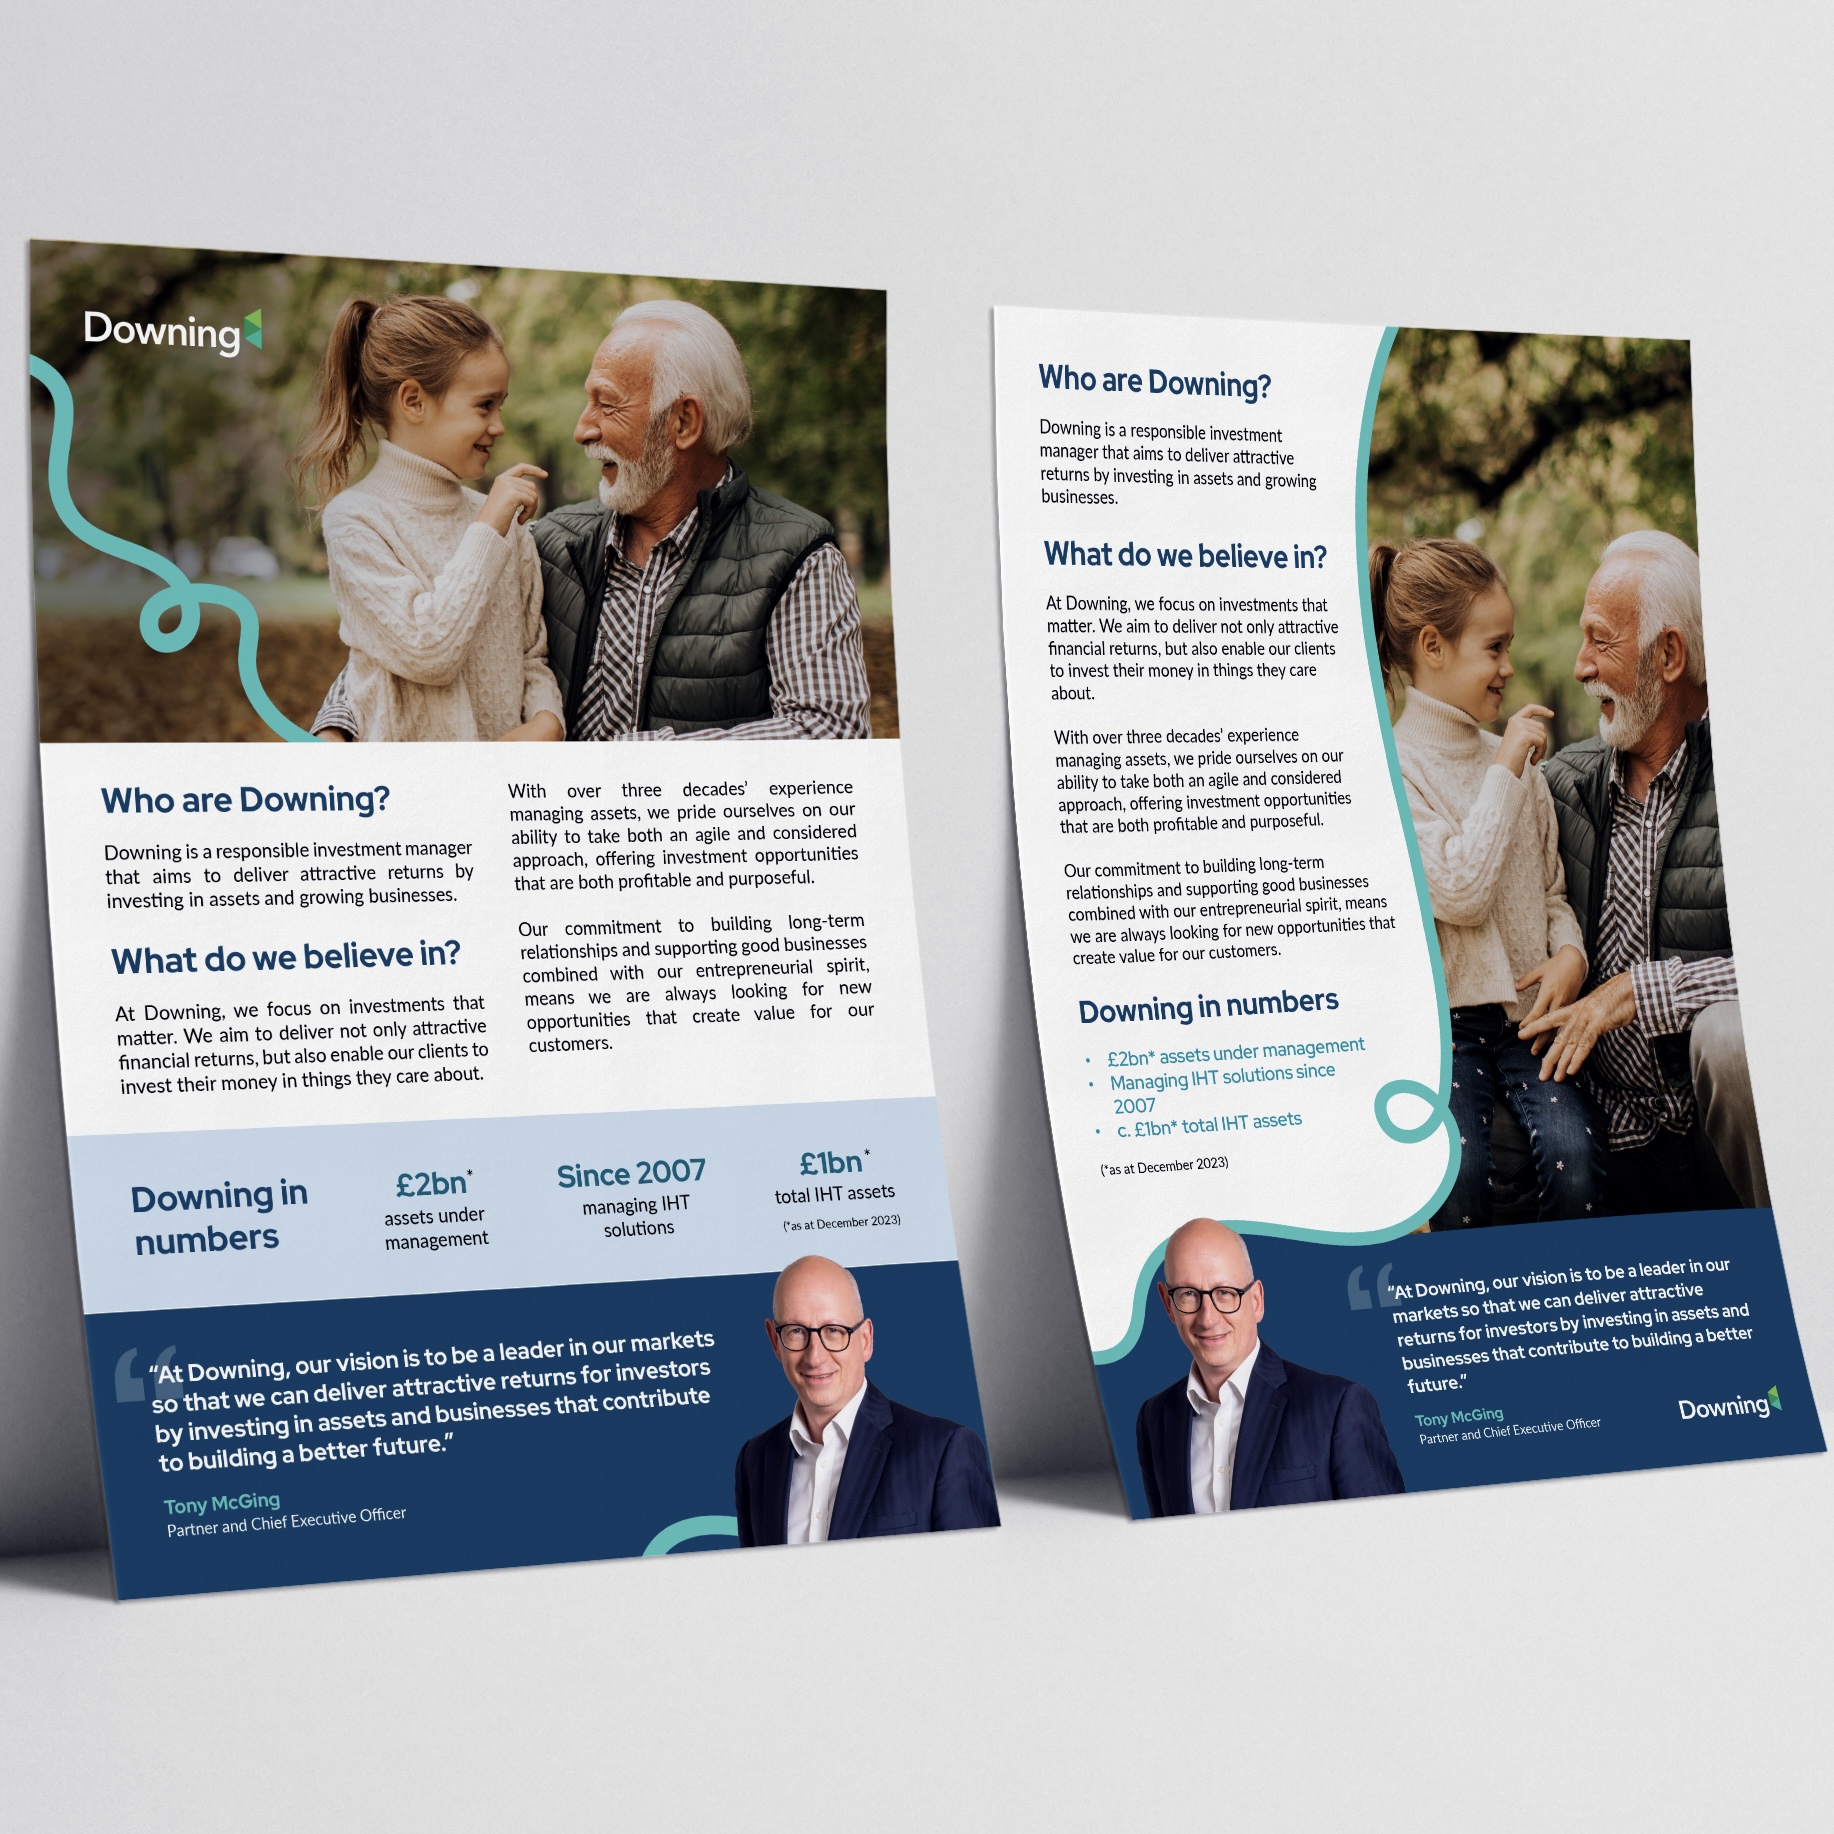 Downing
Who are Downing?
Downing is a responsible investment manager
that aims to deliver attractive returns by
investing in assets and growing businesses.
What do we believe in?
At Downing, we focus on investments that
matter. We aim to deliver not only attractive
financial returns, but also enable our clients to
invest their money in things they care about.
With over three decades’ experience
managing assets, we pride ourselves on our
ability to take both an agile and considered
approach, offering investment opportunities
that are both profitable and purposeful.
Our commitment to building long-term
relationships and supporting good businesses
combined with our entrepreneurial spirit,
means we are always looking for new
opportunities that create value for our
customers.
Downing in
numbers
£2bn*
assets under
management
Since 2007
managing IHT
solutions
£1bn*
total IHT assets
(*as at December 2023)
“At Downing, our vision is to be a leader in our markets
so that we can deliver attractive returns for investors
by investing in assets and businesses that contribute
to building a better future.”
Tony McGing
Partner and Chief Executive Officer
Who are Downing?
Downing is a responsible investment
manager that aims to deliver attractive
returns by investing in assets and growing
businesses.
What do we believe in?
At Downing, we focus on investments that
matter. We aim to deliver not only attractive
financial returns, but also enable our clients
to invest their money in things they care
about.
With over three decades' experience
managing assets, we pride ourselves on our
ability to take both an agile and considered
approach, offering investment opportunities
that are both profitable and purposeful.
Our commitment to building long-term
relationships and supporting good businesses
combined with our entrepreneurial spirit, means
we are always looking for new opportunities that
create value for our customers.
Downing in numbers
• £2bn* assets under management
• Managing IHT solutions since
2007
• c. £1bn* total IHT assets
(*as at December 2023)
“At Downing, our vision is to be a leader in our
markets so that we can deliver attractive
returns for investors by investing in assets and
businesses that contribute to building a better
future.”
Tony McGing
Partner and Chief Executive Officer
Downing